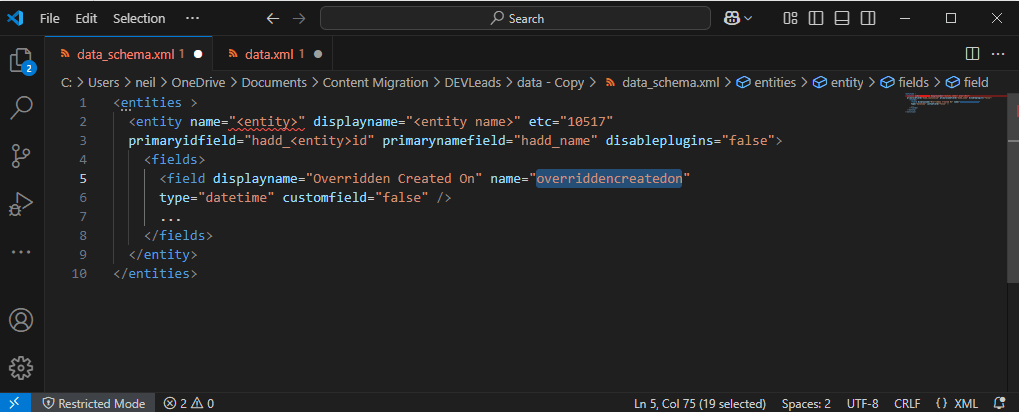 File Edit Selection ··· Search
data_schema.xml 1 data.xml 1
C: > Users > neil > OneDrive > Documents > Content Migration > DEVLeads > data - Copy > data_schema.xml > entities > entity > fields > field
2
1 <entities >
2 <entity name="<entity>" displayname="<entity name>" etc="10517"
3 primaryidfield="hadd_<entity>id" primarynamefield="hadd_name" disableplugins="false">
4 <fields>
5 <field displayname="Overridden Created On" name="overriddencreatedon"
6 type="datetime" customfield="false" />
7 ...
8 </fields>
9 </entity>
10 </entities>
Restricted Mode 2 0 Ln 5, Col 75 (19 selected) Spaces: 2 UTF-8 CRLF {} XML